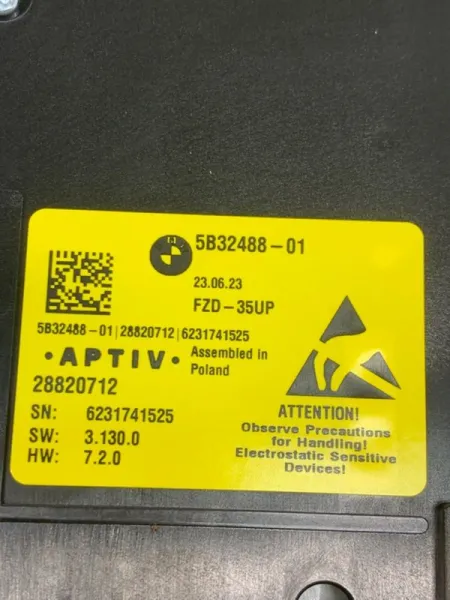 5B32488-01
23.06.23
FZD-35UP
5B32488-01|28820712|6231741525
• APTIV •
Assembled in
Poland
28820712
SN: 6231741525
SW: 3.130.0
HW: 7.2.0
ATTENTION!
Observe Precautions
for Handling!
Electrostatic Sensitive
Devices!